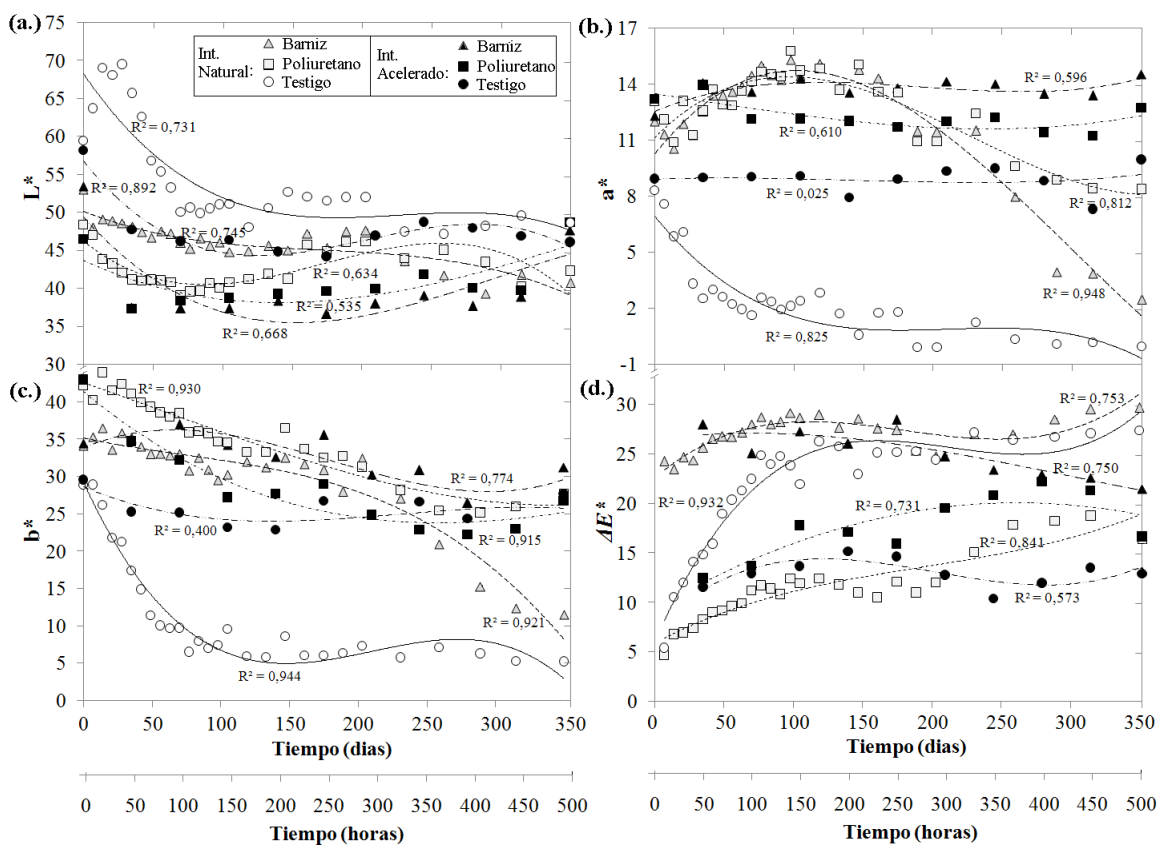 (a.)
75
70
65
60
55
50
45
40
35
30
L*
Int.
Natural:
Barniz
Poliuretano
Testigo
Int.
Acelerado:
Barniz
Poliuretano
Testigo
R² = 0,731
R² = 0,892
R² = 0,745
R² = 0,634
R² = 0,535
R² = 0,668
(b.)
17
14
11
8
5
2
-1
a*
R² = 0,596
R² = 0,610
R² = 0,025
R² = 0,812
R² = 0,948
R² = 0,825
(c.)
40
35
30
25
20
15
10
5
0
b*
R² = 0,930
R² = 0,774
R² = 0,400
R² = 0,915
R² = 0,921
R² = 0,944
0 50 100 150 200 250 300 350
Tiempo (dias)
0 50 100 150 200 250 300 350 400 450 500
Tiempo (horas)
(d.)
30
25
20
15
10
5
0
ΔE*
R² = 0,753
R² = 0,932
R² = 0,750
R² = 0,731
R² = 0,841
R² = 0,573
0 50 100 150 200 250 300 350
Tiempo (dias)
0 50 100 150 200 250 300 350 400 450 500
Tiempo (horas)